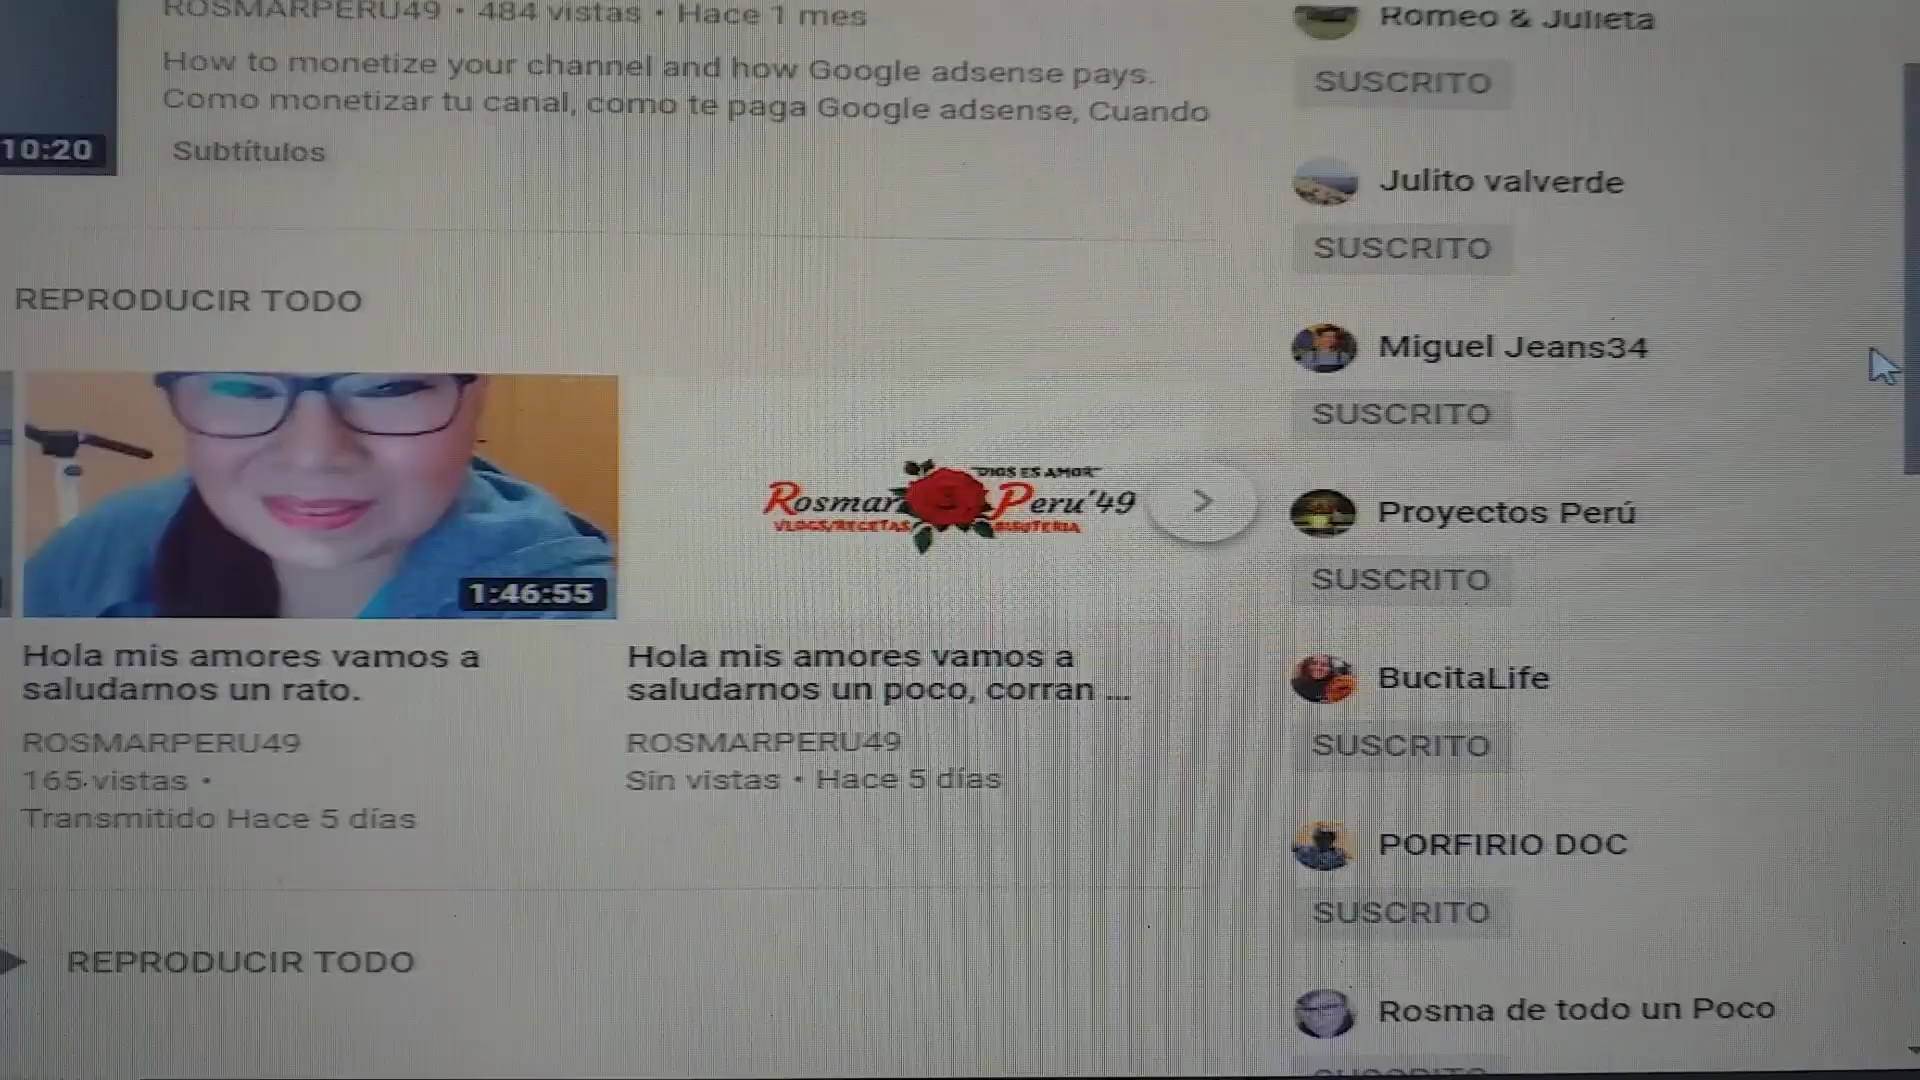 ROSMARPERU49 • 484 vistas • Hace 1 mes
How to monetize your channel and how Google adsense pays.
Como monetizar tu canal, como te paga Google adsense, Cuando
10:20
Subtítulos
REPRODUCIR TODO
1:46:55
Hola mis amores vamos a
saludarnos un rato.
ROSMARPERU49
165 vistas •
Transmitido Hace 5 días
"DIOS ES AMOR"
Rosmar Peru'49
VLOGS/RECETAS BISUTERIA
Hola mis amores vamos a
saludarnos un poco, corran ...
ROSMARPERU49
Sin vistas • Hace 5 días
REPRODUCIR TODO
Romeo & Julieta
SUSCRITO
Julito valverde
SUSCRITO
Miguel Jeans34
SUSCRITO
Proyectos Perú
SUSCRITO
BucitaLife
SUSCRITO
PORFIRIO DOC
SUSCRITO
Rosma de todo un Poco
SUSCRITO